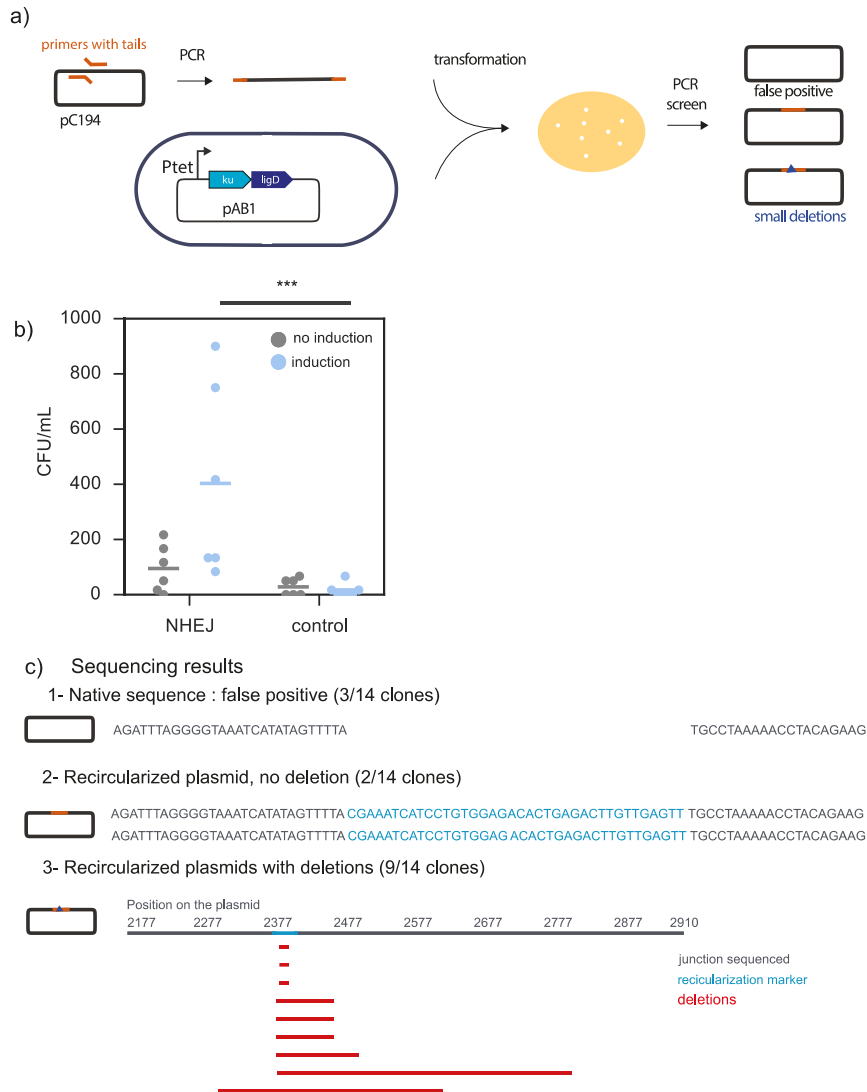 a)
primers with tails
PCR
pC194
Ptet
ku
ligD
pAB1
transformation
PCR
screen
false positive
small deletions
b)
***
CFU/mL
1000
800
600
400
200
0
no induction
induction
NHEJ
control
c) Sequencing results
1- Native sequence : false positive (3/14 clones)
AGATTTAGGGGTAAATCATATAGTTTTA TGCCTAAAAACCTACAGAAG
2- Recircularized plasmid, no deletion (2/14 clones)
AGATTTAGGGGTAAATCATATAGTTTTA CGAAATCATCCTGTGGAGACACTGAGACTTGTTGAGTT TGCCTAAAAACCTACAGAAG
AGATTTAGGGGTAAATCATATAGTTTTA CGAAATCATCCTGTGGAGACACTGAGACTTGTTGAGTT TGCCTAAAAACCTACAGAAG
3- Recircularized plasmids with deletions (9/14 clones)
Position on the plasmid
2177 2277 2377 2477 2577 2677 2777 2877 2910
junction sequenced
recicularization marker
deletions